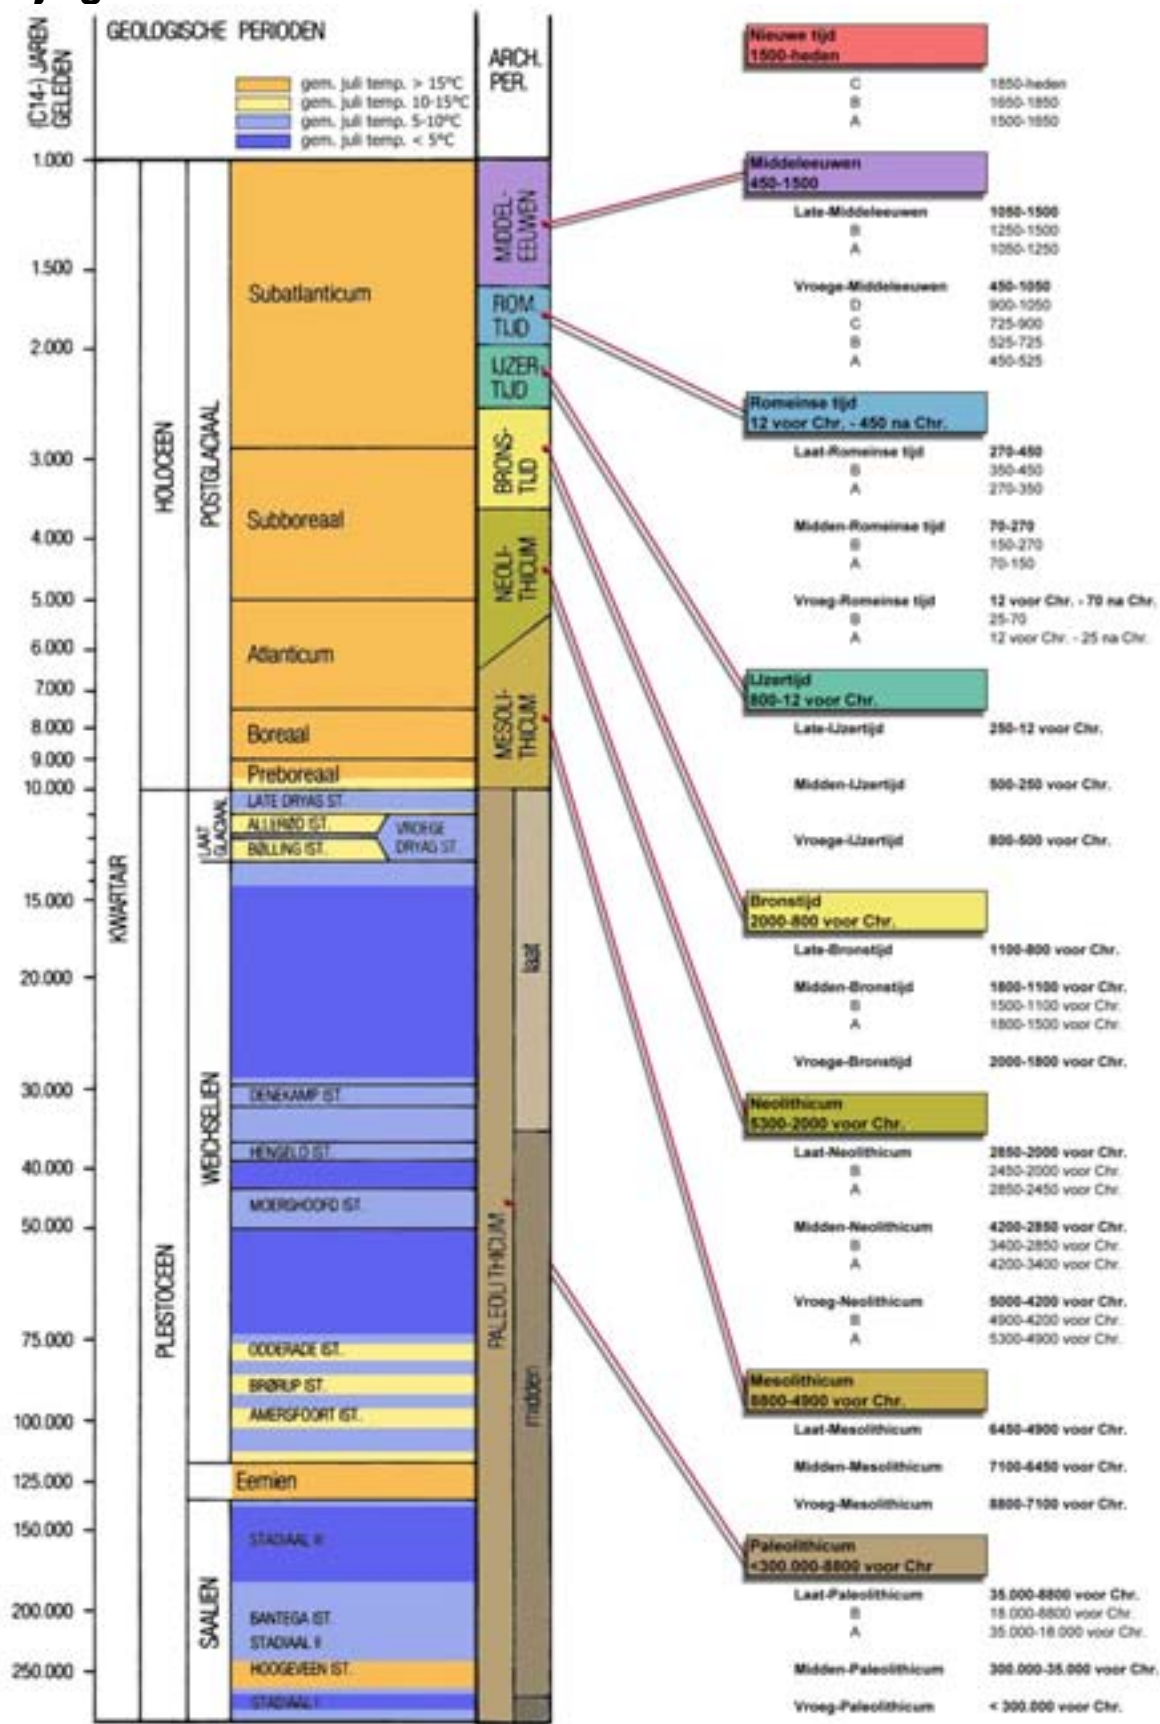 (C14-) JAREN
GELEDEN
GEOLOGISCHE PERIODEN
gem. juli temp. > 15°C
gem. juli temp. 10-15°C
gem. juli temp. 5-10°C
gem. juli temp. < 5°C
ARCH.
PER.
1.000
1.500
2.000
3.000
4.000
5.000
6.000
7.000
8.000
9.000
10.000
15.000
20.000
30.000
40.000
50.000
75.000
100.000
125.000
150.000
200.000
250.000
KWARTAIR
HOLOCEEN
PLEISTOCEEN
POSTGLACIAAL
LAAT
GLACIAAL
WEICHSELIEN
SAALIEN
Subatlanticum
Subboreaal
Atlanticum
Boreaal
Preboreaal
LATE DRYAS ST.
ALLERØD IST.
VROEGE
DRYAS ST.
BØLLING IST.
DENEKAMP IST.
HENGELO IST.
MOERSHOOFD IST.
ODDERADE IST.
BRØRUP IST.
AMERSFOORT IST.
Eemien
STADIAAL III
BANTEGA IST.
STADIAAL II
HOOGEVEEN IST.
STADIAAL I
MIDDEL-
EEUWEN
ROM.
TIJD
IJZER
TIJD
BRONS-
TIJD
NEOLI-
THICUM
MESOLI-
THICUM
PALEOLITHICUM
laat
midden
Nieuwe tijd
1500-heden
C 1850-heden
B 1650-1850
A 1500-1650
Middeleeuwen
450-1500
Late-Middeleeuwen 1050-1500
B 1250-1500
A 1050-1250
Vroege-Middeleeuwen 450-1050
D 900-1050
C 725-900
B 525-725
A 450-525
Romeinse tijd
12 voor Chr. - 450 na Chr.
Laat-Romeinse tijd 270-450
B 350-450
A 270-350
Midden-Romeinse tijd 70-270
B 150-270
A 70-150
Vroeg-Romeinse tijd 12 voor Chr. - 70 na Chr.
B 25-70
A 12 voor Chr. - 25 na Chr.
IJzertijd
800-12 voor Chr.
Late-IJzertijd 250-12 voor Chr.
Midden-IJzertijd 500-250 voor Chr.
Vroege-IJzertijd 800-500 voor Chr.
Bronstijd
2000-800 voor Chr.
Late-Bronstijd 1100-800 voor Chr.
Midden-Bronstijd 1800-1100 voor Chr.
B 1500-1100 voor Chr.
A 1800-1500 voor Chr.
Vroege-Bronstijd 2000-1800 voor Chr.
Neolithicum
5300-2000 voor Chr.
Laat-Neolithicum 2850-2000 voor Chr.
B 2450-2000 voor Chr.
A 2850-2450 voor Chr.
Midden-Neolithicum 4200-2850 voor Chr.
B 3400-2850 voor Chr.
A 4200-3400 voor Chr.
Vroeg-Neolithicum 5000-4200 voor Chr.
B 4900-4200 voor Chr.
A 5300-4900 voor Chr.
Mesolithicum
8800-4900 voor Chr.
Laat-Mesolithicum 6450-4900 voor Chr.
Midden-Mesolithicum 7100-6450 voor Chr.
Vroeg-Mesolithicum 8800-7100 voor Chr.
Paleolithicum
<300.000-8800 voor Chr
Laat-Paleolithicum 35.000-8800 voor Chr.
B 18.000-8800 voor Chr.
A 35.000-18.000 voor Chr.
Midden-Paleolithicum 300.000-35.000 voor Chr.
Vroeg-Paleolithicum < 300.000 voor Chr.